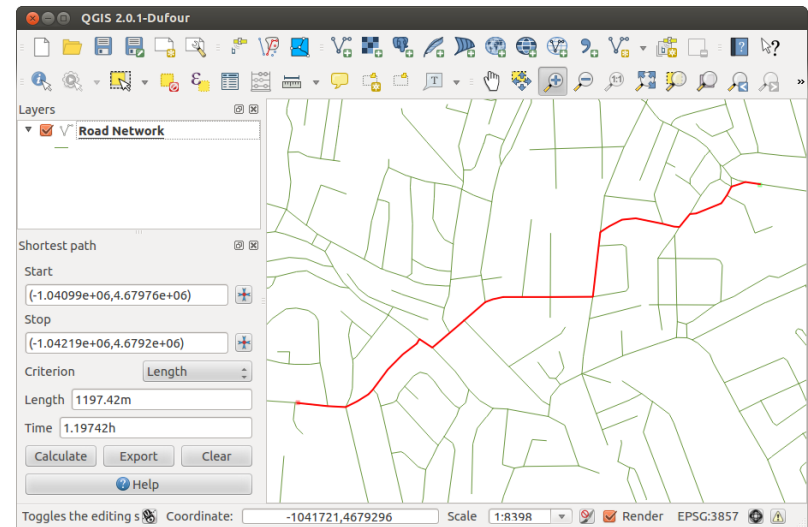 QGIS 2.0.1-Dufour
Layers
Road Network
Shortest path
Start
(-1.04099e+06,4.67976e+06)
Stop
(-1.04219e+06,4.6792e+06)
Criterion Length
Length 1197.42m
Time 1.19742h
Calculate Export Clear
Help
Toggles the editing s Coordinate: -1041721,4679296 Scale 1:8398 Render EPSG:3857